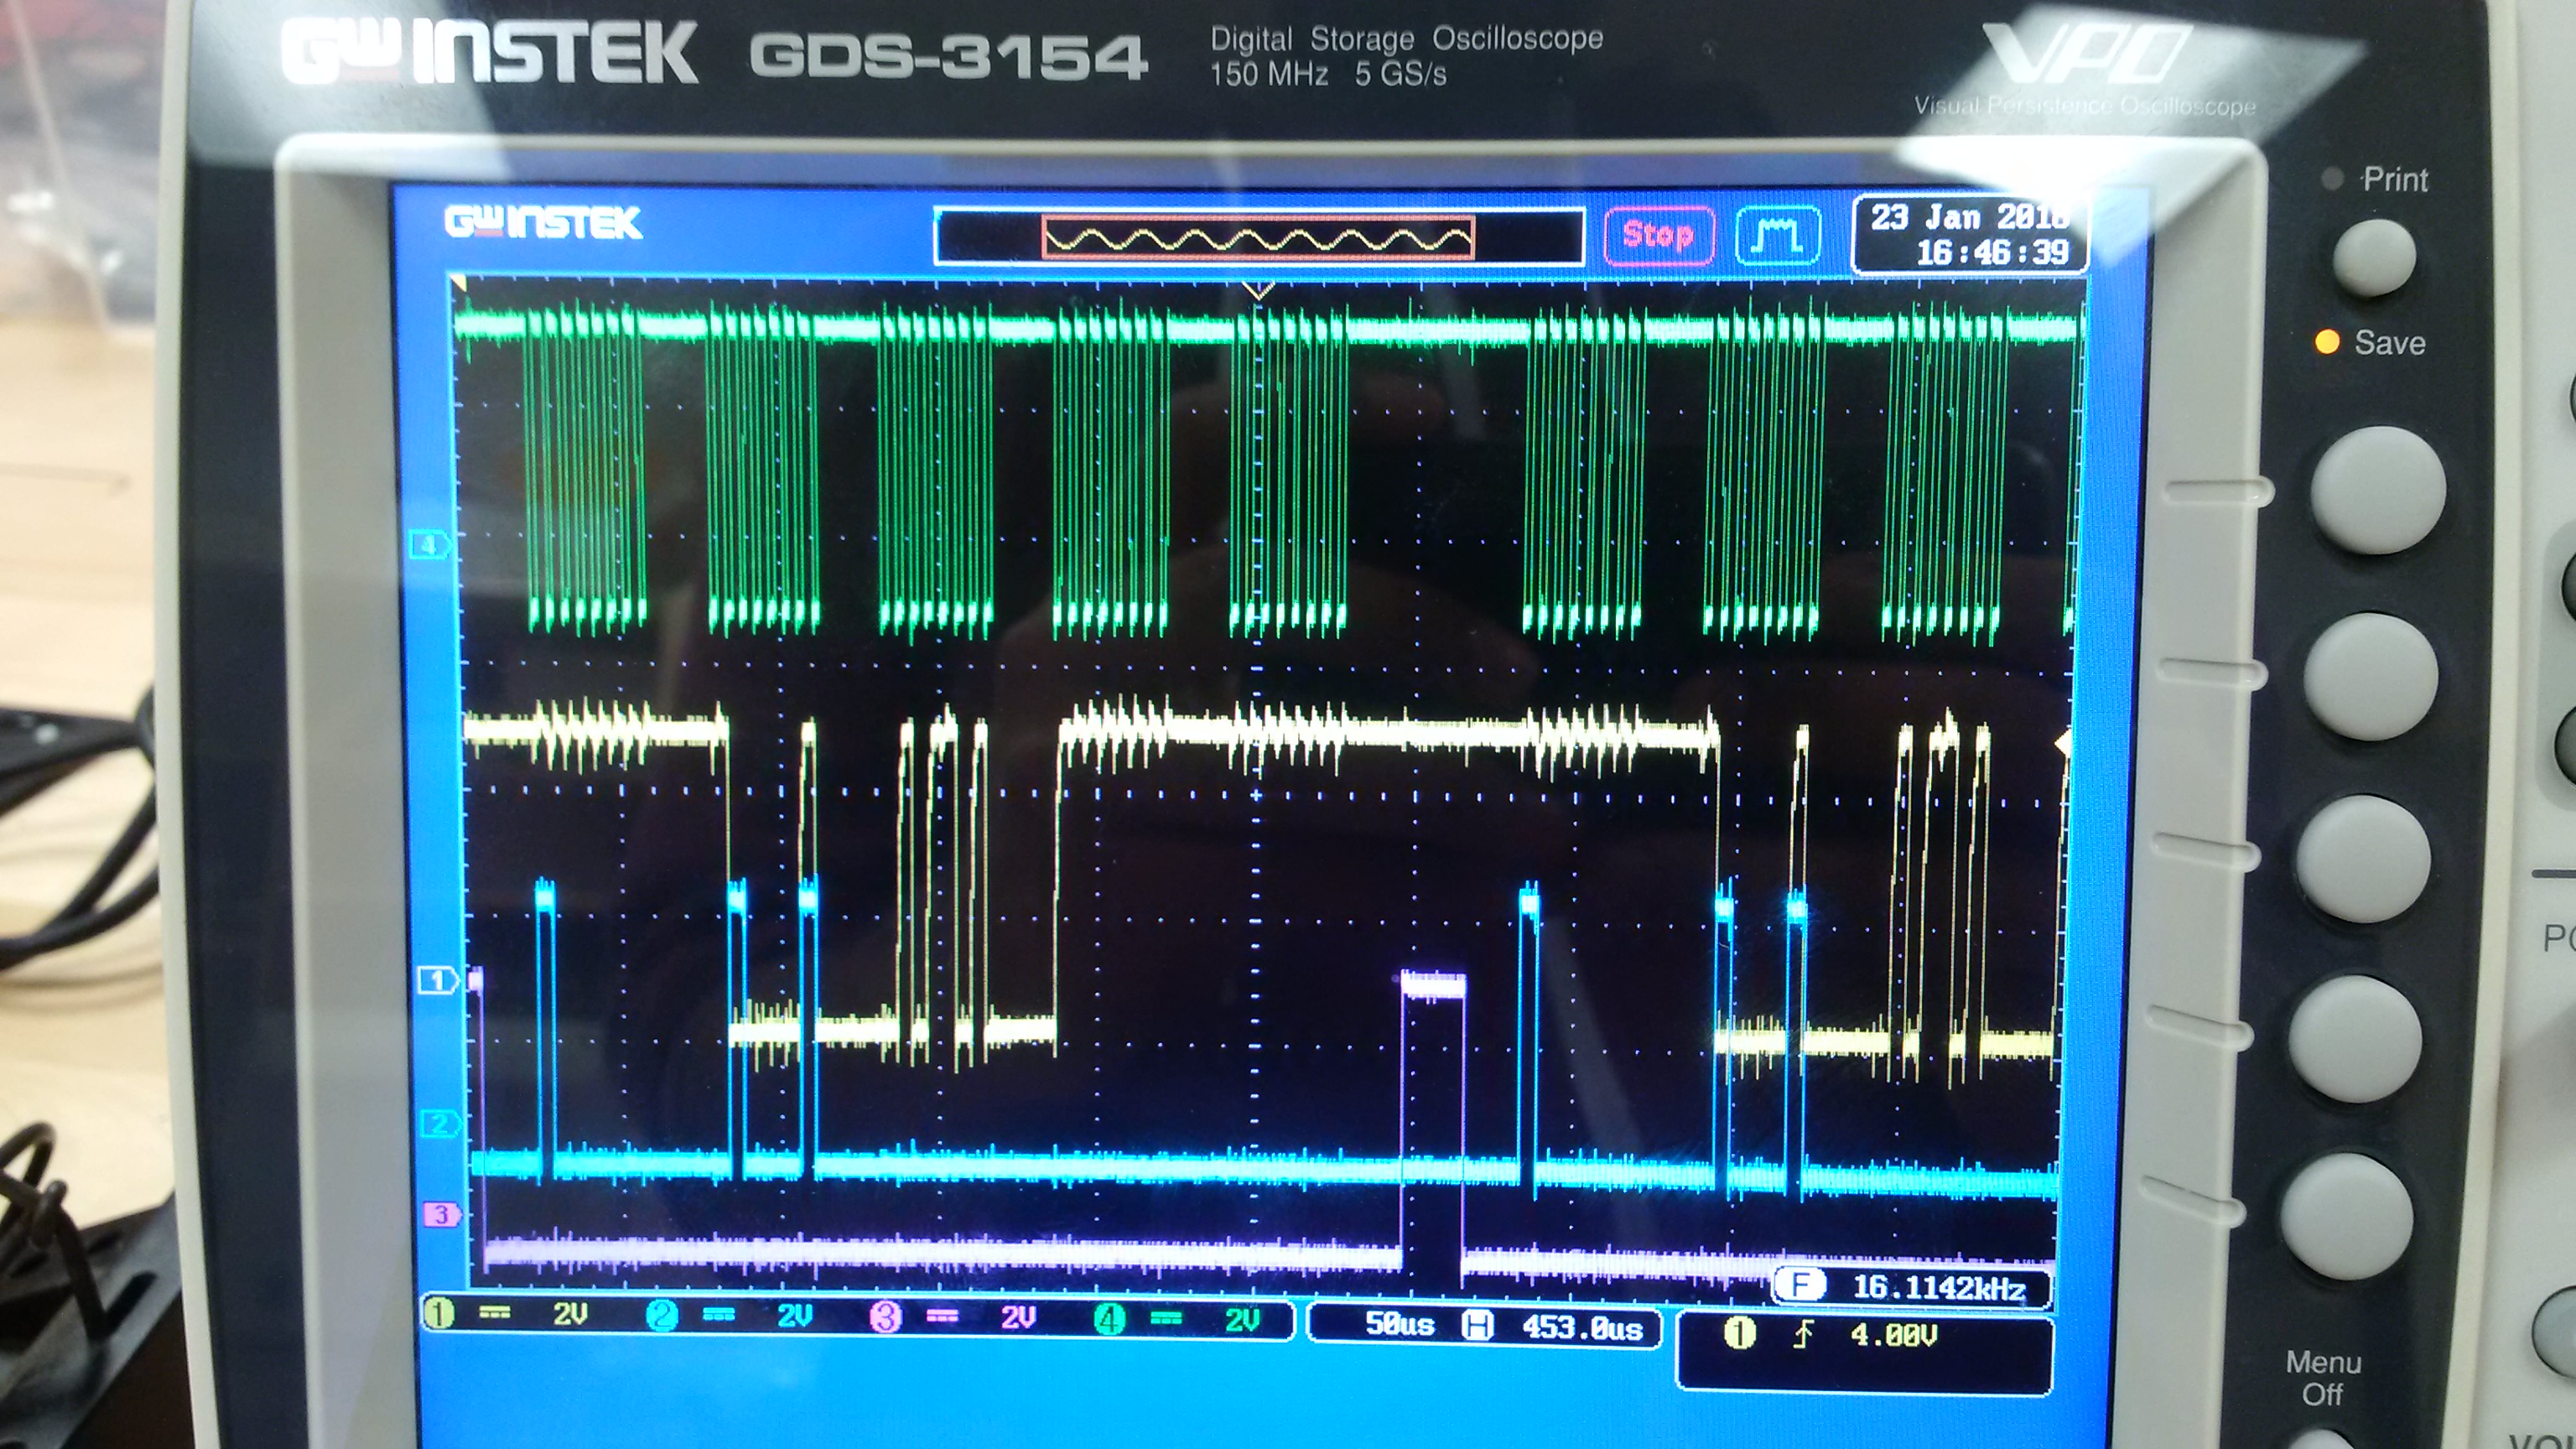 GW INSTEK GDS-3154 Digital Storage Oscilloscope
150 MHz 5 GS/s
VPO
Visual Persistence Oscilloscope
Print
GW INSTEK
Stop
23 Jan 2018
16:46:39
Save
4
1
2
3
F 16.1142kHz
1 2V 2 2V 3 2V 4 2V
50us H 453.0us
1 4.00V
Menu
Off